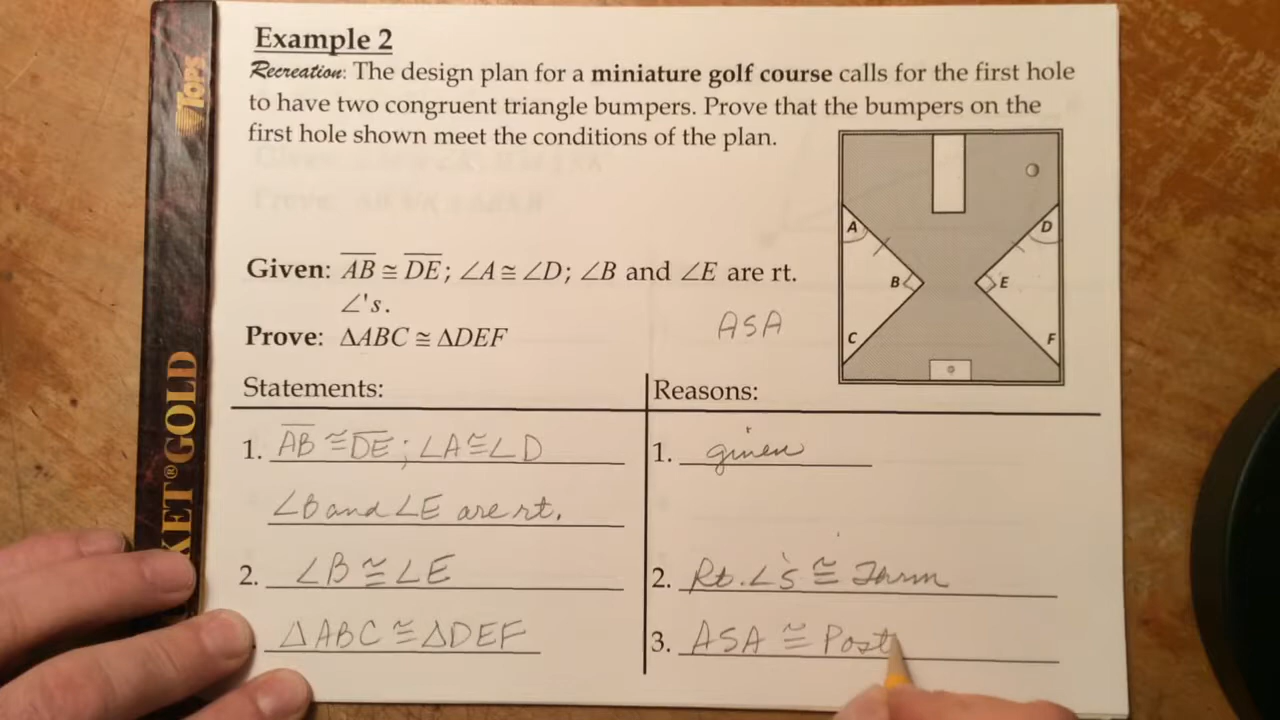 Example 2
Recreation: The design plan for a miniature golf course calls for the first hole
to have two congruent triangle bumpers. Prove that the bumpers on the
first hole shown meet the conditions of the plan.
Given: AB ≅ DE; ∠A ≅ ∠D; ∠B and ∠E are rt.
∠'s.
Prove: ΔABC ≅ ΔDEF
ASA
A
D
B
E
C
F
Statements:
Reasons:
1. AB ≅ DE; ∠A ≅ ∠D
1. given
∠B and ∠E are rt.
2. ∠B ≅ ∠E
2. Rt. ∠'s ≅ Thrm
ΔABC ≅ ΔDEF
3. ASA ≅ Post
TOPS
KET® GOLD